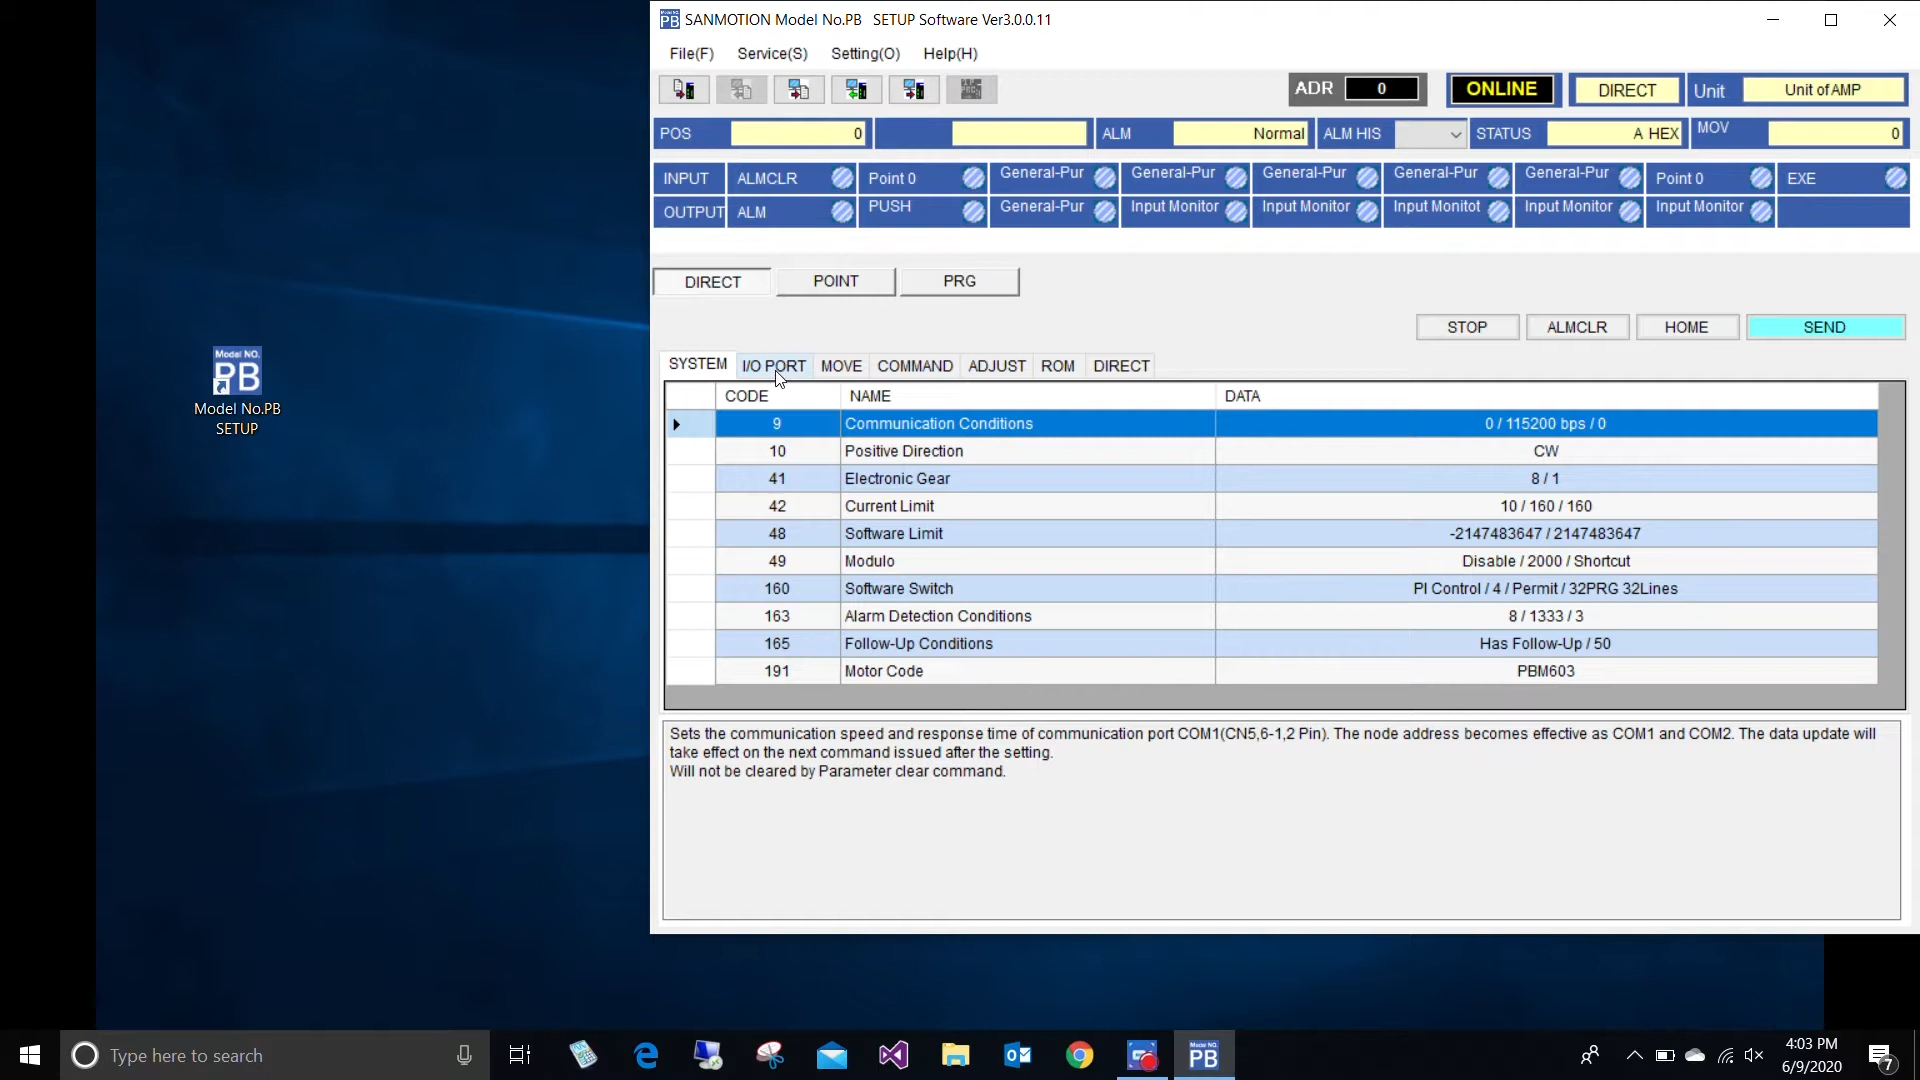 SANMOTION Model No.PB SETUP Software Ver3.0.0.11
File(F) Service(S) Setting(O) Help(H)
ADR 0 ONLINE DIRECT Unit Unit of AMP
POS 0 ALM Normal ALM HIS STATUS A HEX MOV 0
INPUT ALMCLR Point 0 General-Pur General-Pur General-Pur General-Pur General-Pur Point 0 EXE
OUTPUT ALM PUSH General-Pur Input Monitor Input Monitor Input Monitot Input Monitor Input Monitor
DIRECT POINT PRG
STOP ALMCLR HOME SEND
SYSTEM I/O PORT MOVE COMMAND ADJUST ROM DIRECT
CODE NAME DATA
9 Communication Conditions 0 / 115200 bps / 0
10 Positive Direction CW
41 Electronic Gear 8 / 1
42 Current Limit 10 / 160 / 160
48 Software Limit -2147483647 / 2147483647
49 Modulo Disable / 2000 / Shortcut
160 Software Switch PI Control / 4 / Permit / 32PRG 32Lines
163 Alarm Detection Conditions 8 / 1333 / 3
165 Follow-Up Conditions Has Follow-Up / 50
191 Motor Code PBM603
Sets the communication speed and response time of communication port COM1(CN5,6-1,2 Pin). The node address becomes effective as COM1 and COM2. The data update will
take effect on the next command issued after the setting.
Will not be cleared by Parameter clear command.
Model NO.
PB
Model No.PB
SETUP
Type here to search
PB
4:03 PM
6/9/2020
7